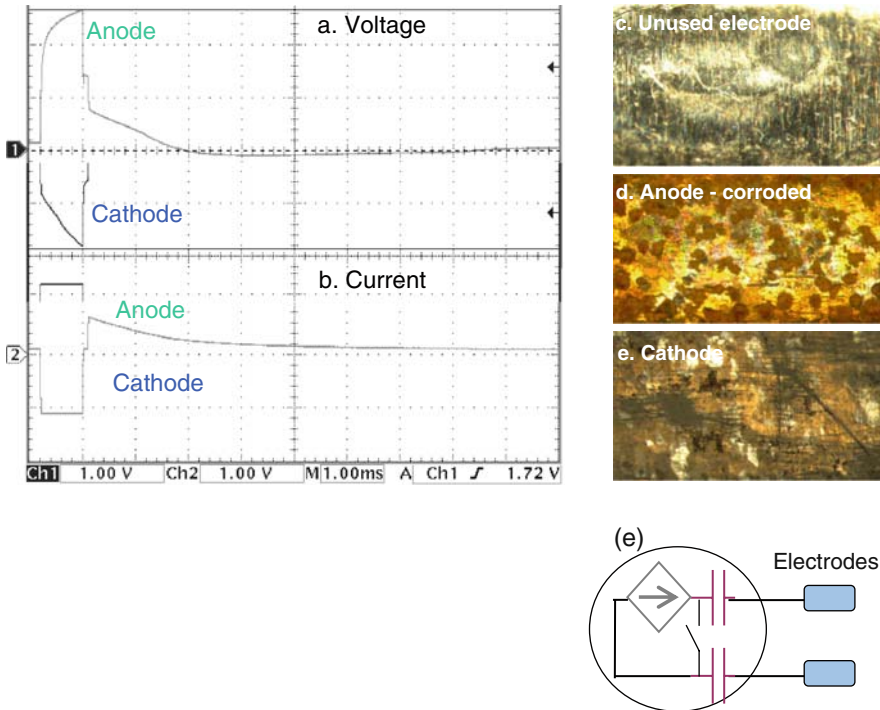 Anode
a. Voltage
1
Cathode
b. Current
Anode
2
Cathode
Ch1 1.00 V Ch2 1.00 V M 1.00ms A Ch1 1.72 V
c. Unused electrode
d. Anode - corroded
e. Cathode
(e)
Electrodes